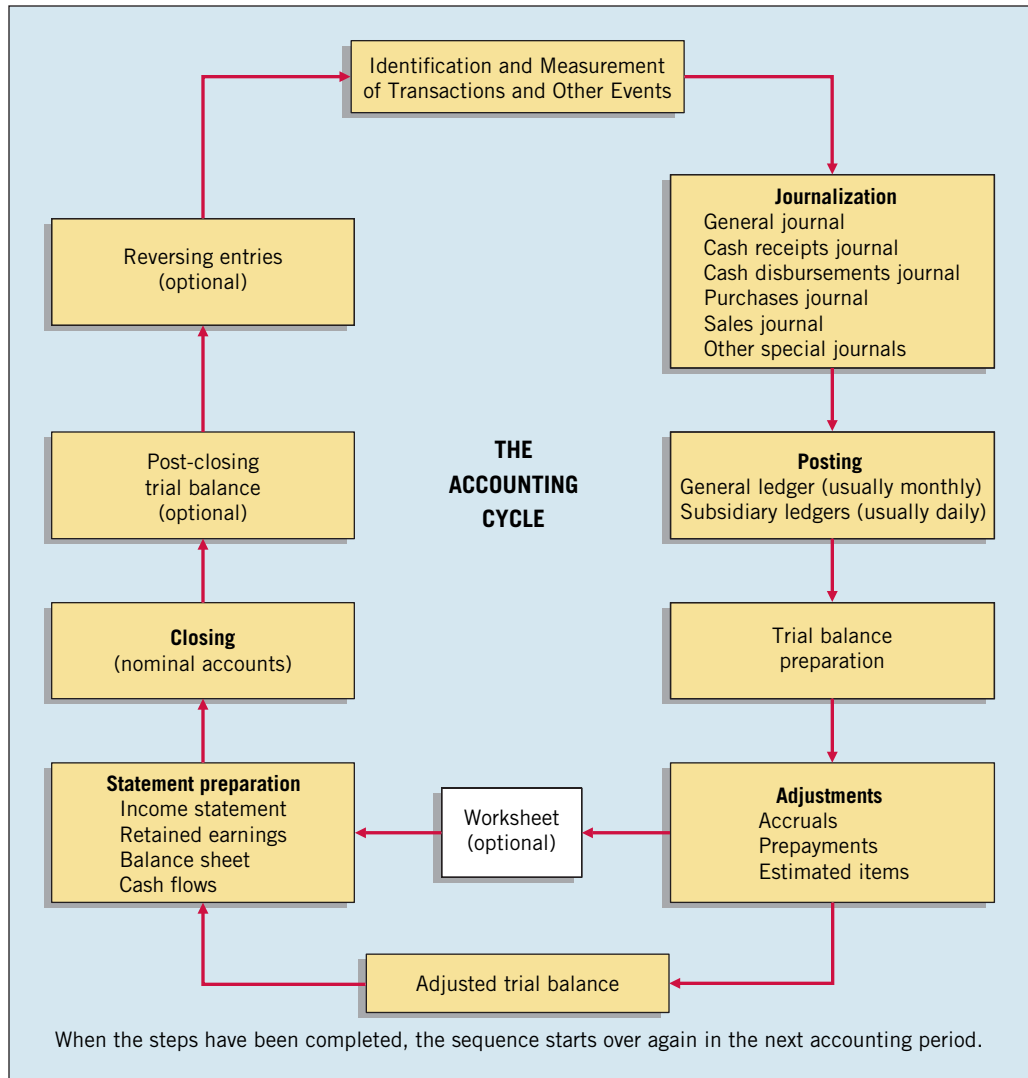 Identification and Measurement
of Transactions and Other Events
Journalization
General journal
Cash receipts journal
Cash disbursements journal
Purchases journal
Sales journal
Other special journals
Reversing entries
(optional)
THE
ACCOUNTING
CYCLE
Post-closing
trial balance
(optional)
Posting
General ledger (usually monthly)
Subsidiary ledgers (usually daily)
Closing
(nominal accounts)
Trial balance
preparation
Statement preparation
Income statement
Retained earnings
Balance sheet
Cash flows
Worksheet
(optional)
Adjustments
Accruals
Prepayments
Estimated items
Adjusted trial balance
When the steps have been completed, the sequence starts over again in the next accounting period.